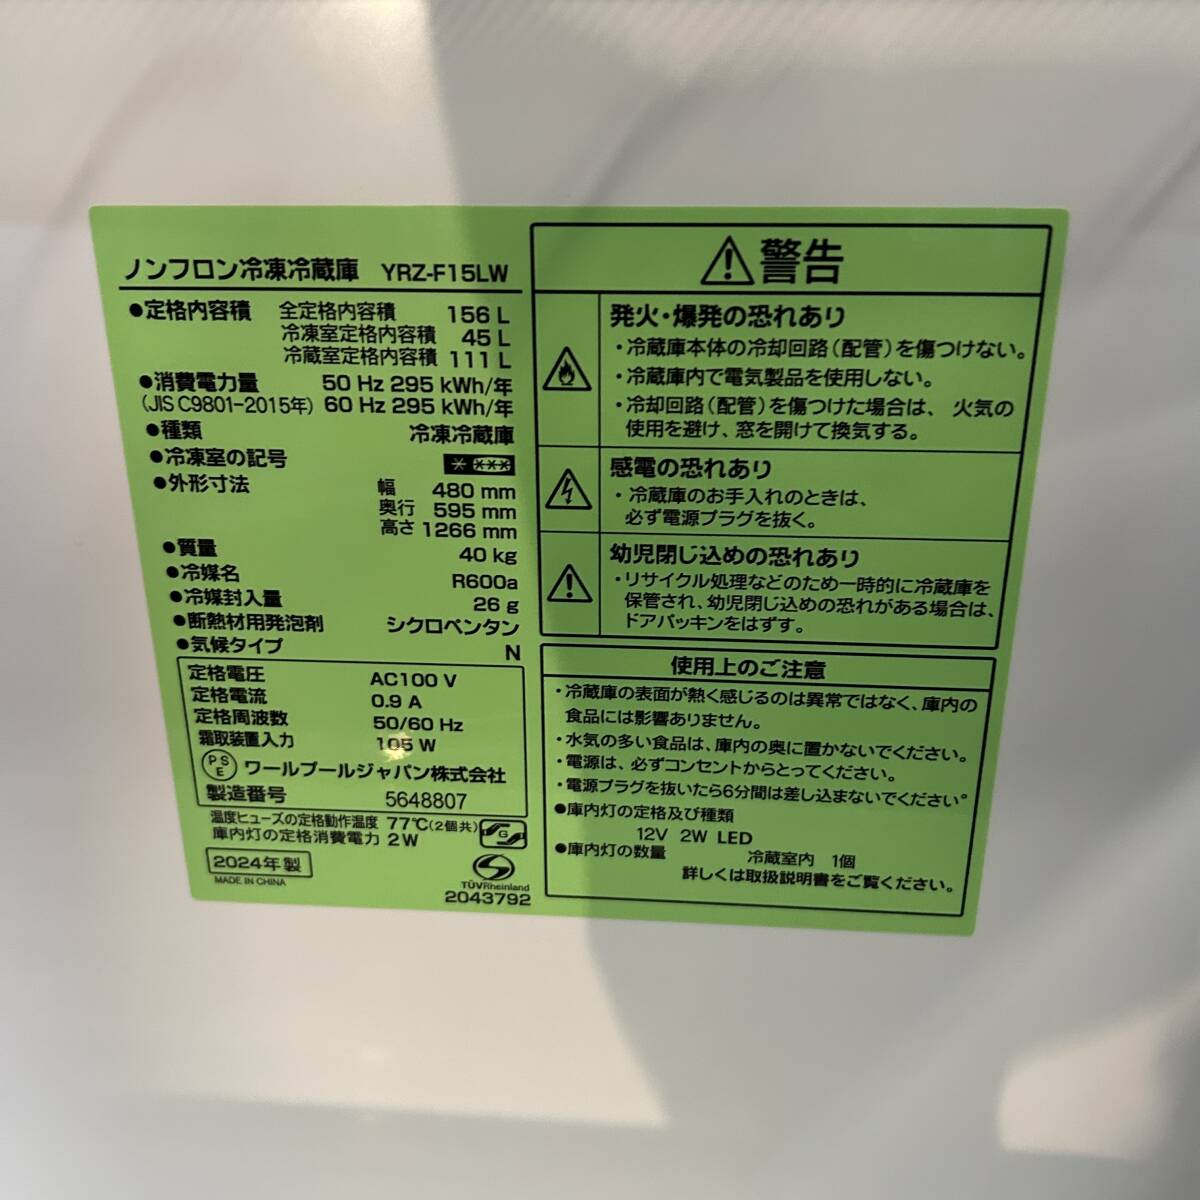 ノンフロン冷凍冷蔵庫 YRZ-F15LW
●定格内容積 全定格内容積 156 L
冷凍室定格内容積 45 L
冷蔵室定格内容積 111 L
●消費電力量 50 Hz 295 kWh/年
(JIS C9801-2015年) 60 Hz 295 kWh/年
●種類 冷凍冷蔵庫
●冷凍室の記号 * ***
●外形寸法 幅 480 mm
奥行 595 mm
高さ 1266 mm
●質量 40 kg
●冷媒名 R600a
●冷媒封入量 26 g
●断熱材用発泡剤 シクロペンタン
●気候タイプ N
定格電圧 AC100 V
定格電流 0.9 A
定格周波数 50/60 Hz
霜取装置入力 105 W
PSE ワールプールジャパン株式会社
製造番号 5648807
温度ヒューズの定格動作温度 77℃(2個共)
庫内灯の定格消費電力 2W
G
2024年製
MADE IN CHINA
TÜVRheinland
2043792
警告
発火・爆発の恐れあり
・冷蔵庫本体の冷却回路(配管)を傷つけない。
・冷蔵庫内で電気製品を使用しない。
・冷却回路(配管)を傷つけた場合は、火気の
使用を避け、窓を開けて換気する。
感電の恐れあり
・冷蔵庫のお手入れのときは、
必ず電源プラグを抜く。
幼児閉じ込めの恐れあり
・リサイクル処理などのため一時的に冷蔵庫を
保管され、幼児閉じ込めの恐れがある場合は、
ドアパッキンをはずす。
使用上のご注意
・冷蔵庫の表面が熱く感じるのは異常ではなく、庫内の
食品には影響ありません。
・水気の多い食品は、庫内の奥に置かないでください。
・電源は、必ずコンセントからとってください。
・電源プラグを抜いたら6分間は差し込まないでください。
●庫内灯の定格及び種類
12V 2W LED
●庫内灯の数量 冷蔵室内 1個
詳しくは取扱説明書をご覧ください。